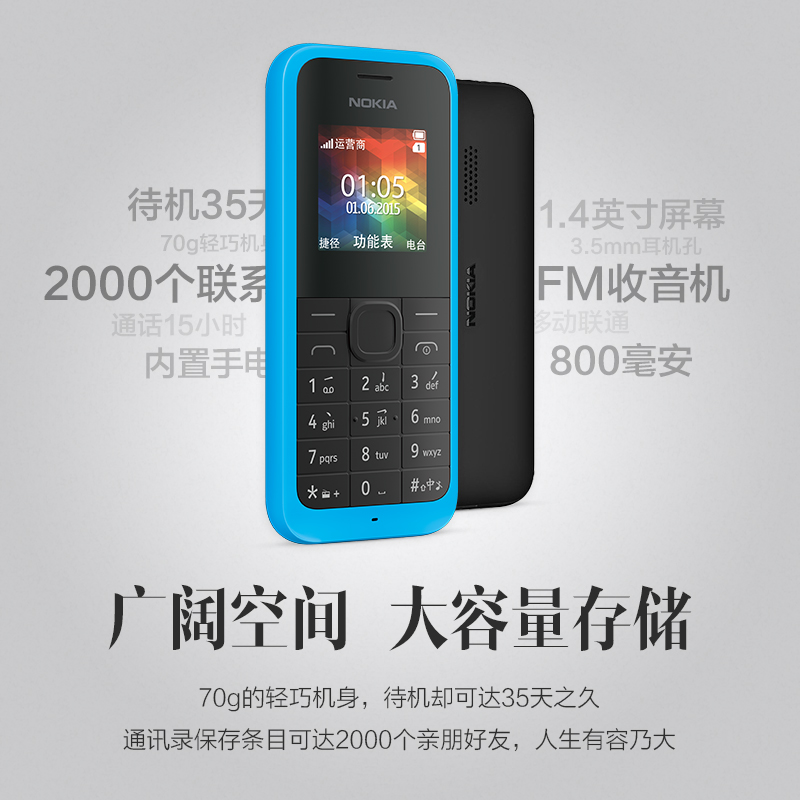 NOKIA
运营商
1
01:05
01.06.2015
捷径 功能表 电台
待机35天
1.4英寸屏幕
70g轻巧机身
3.5mm耳机孔
2000个联系
FM收音机
NOKIA
通话15小时
移动联通
内置手电
800毫安
1
2 abc
3 def
4 ghi
5 jkl
6 mno
7 pqrs
8 tuv
9 wxyz
* +
0
# 中
广阔空间 大容量存储
70g的轻巧机身，待机却可达35天之久
通讯录保存条目可达2000个亲朋好友，人生有容乃大